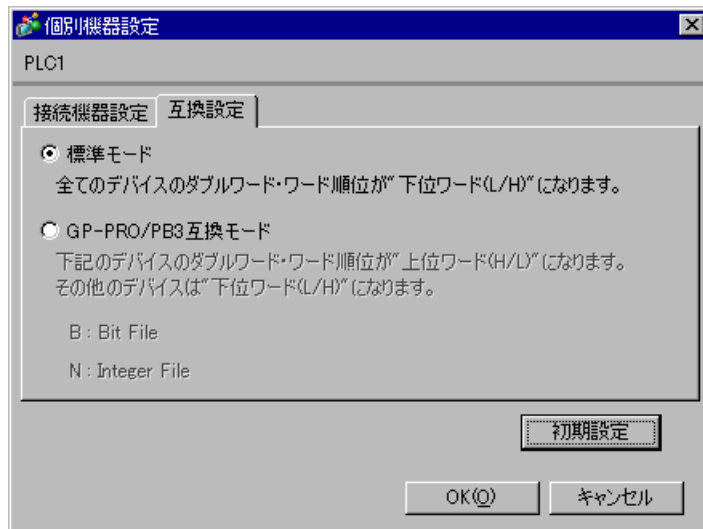 個別機器設定
PLC1
接続機器設定 互換設定
標準モード
全てのデバイスのダブルワード・ワード順位が"下位ワード(L/H)"になります。
GP-PRO/PB3互換モード
下記のデバイスのダブルワード・ワード順位が"上位ワード(H/L)"になります。
その他のデバイスは"下位ワード(L/H)"になります。
B : Bit File
N : Integer File
初期設定
OK(O) キャンセル